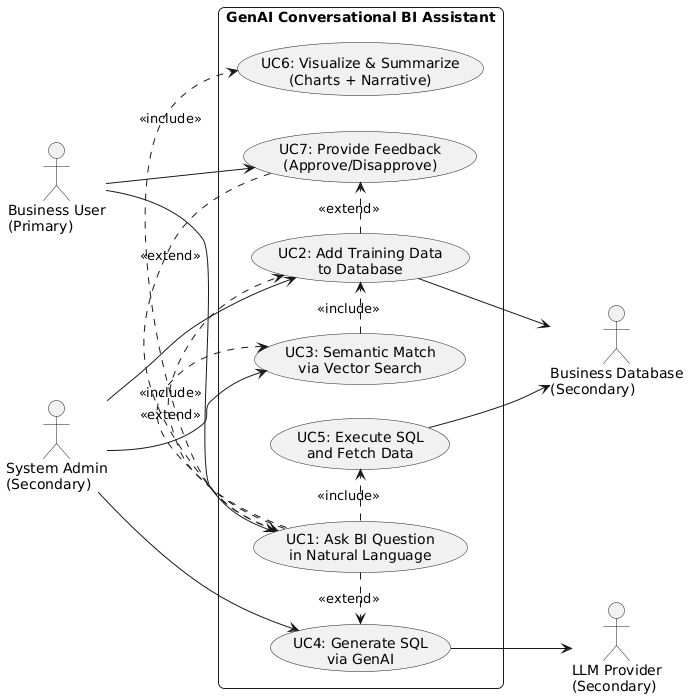 GenAI Conversational BI Assistant
UC6: Visualize & Summarize
(Charts + Narrative)
«include»
UC7: Provide Feedback
(Approve/Disapprove)
Business User
(Primary)
«extend»
«extend»
UC2: Add Training Data
to Database
«include»
UC3: Semantic Match
via Vector Search
Business Database
(Secondary)
«include»
«extend»
UC5: Execute SQL
and Fetch Data
System Admin
(Secondary)
«include»
UC1: Ask BI Question
in Natural Language
«extend»
UC4: Generate SQL
via GenAI
LLM Provider
(Secondary)